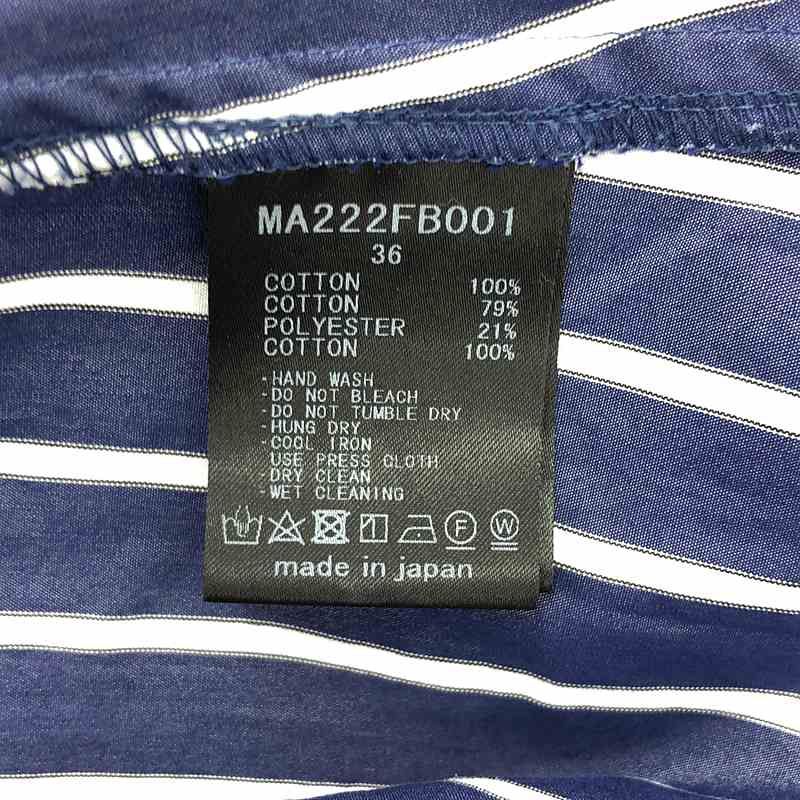 MA222FB001
36
COTTON 100%
COTTON 79%
POLYESTER 21%
COTTON 100%
-HAND WASH
-DO NOT BLEACH
-DO NOT TUMBLE DRY
-HUNG DRY
-COOL IRON
USE PRESS CLOTH
-DRY CLEAN
-WET CLEANING
F W
made in japan